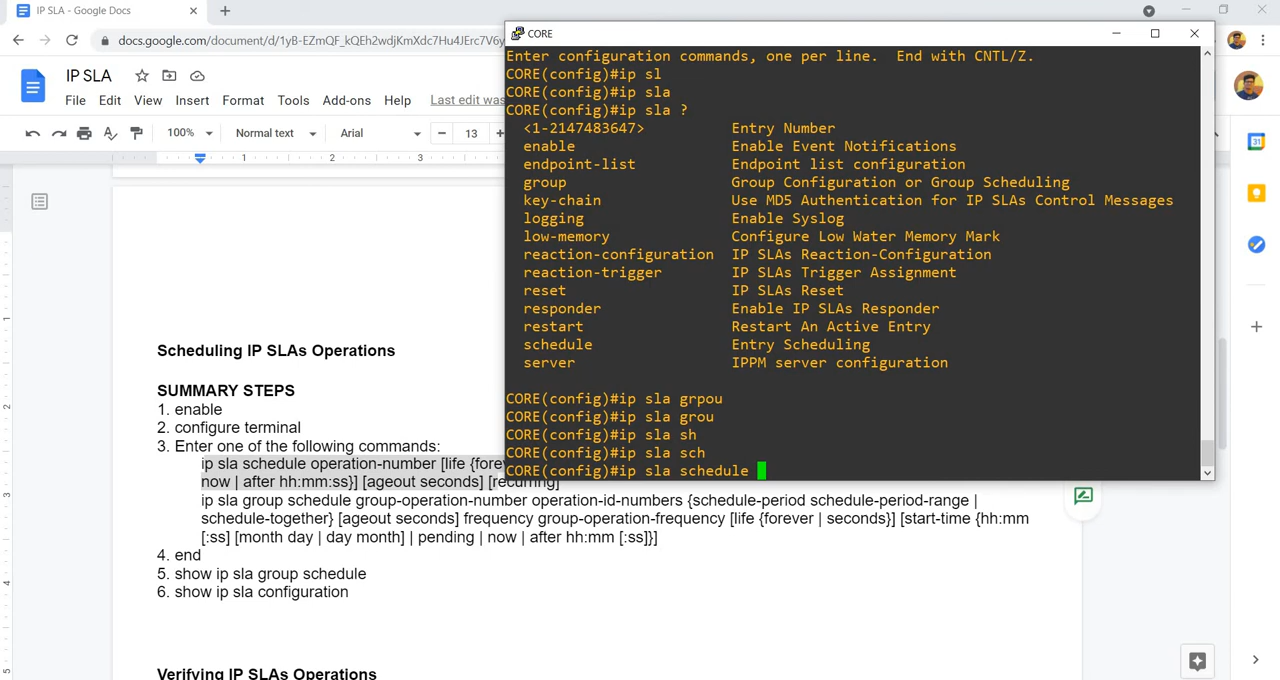 IP SLA - Google Docs
docs.google.com/document/d/1yB-EZmQF_kQEh2wdjKmXdc7Hu4JErc7V6y
IP SLA
File Edit View Insert Format Tools Add-ons Help Last edit was
100% Normal text Arial 13
1 2 3
Scheduling IP SLAs Operations
SUMMARY STEPS
1. enable
2. configure terminal
3. Enter one of the following commands:
ip sla schedule operation-number [life {forev
now | after hh:mm:ss}] [ageout seconds] [recurring]
ip sla group schedule group-operation-number operation-id-numbers {schedule-period schedule-period-range |
schedule-together} [ageout seconds] frequency group-operation-frequency [life {forever | seconds}] [start-time {hh:mm
[:ss] [month day | day month] | pending | now | after hh:mm [:ss]}]
4. end
5. show ip sla group schedule
6. show ip sla configuration
Verifying IP SLAs Operations
CORE
Enter configuration commands, one per line. End with CNTL/Z.
CORE(config)#ip sl
CORE(config)#ip sla
CORE(config)#ip sla ?
<1-2147483647> Entry Number
enable Enable Event Notifications
endpoint-list Endpoint list configuration
group Group Configuration or Group Scheduling
key-chain Use MD5 Authentication for IP SLAs Control Messages
logging Enable Syslog
low-memory Configure Low Water Memory Mark
reaction-configuration IP SLAs Reaction-Configuration
reaction-trigger IP SLAs Trigger Assignment
reset IP SLAs Reset
responder Enable IP SLAs Responder
restart Restart An Active Entry
schedule Entry Scheduling
server IPPM server configuration
CORE(config)#ip sla grpou
CORE(config)#ip sla grou
CORE(config)#ip sla sh
CORE(config)#ip sla sch
CORE(config)#ip sla schedule
31
1
2
3
4
5